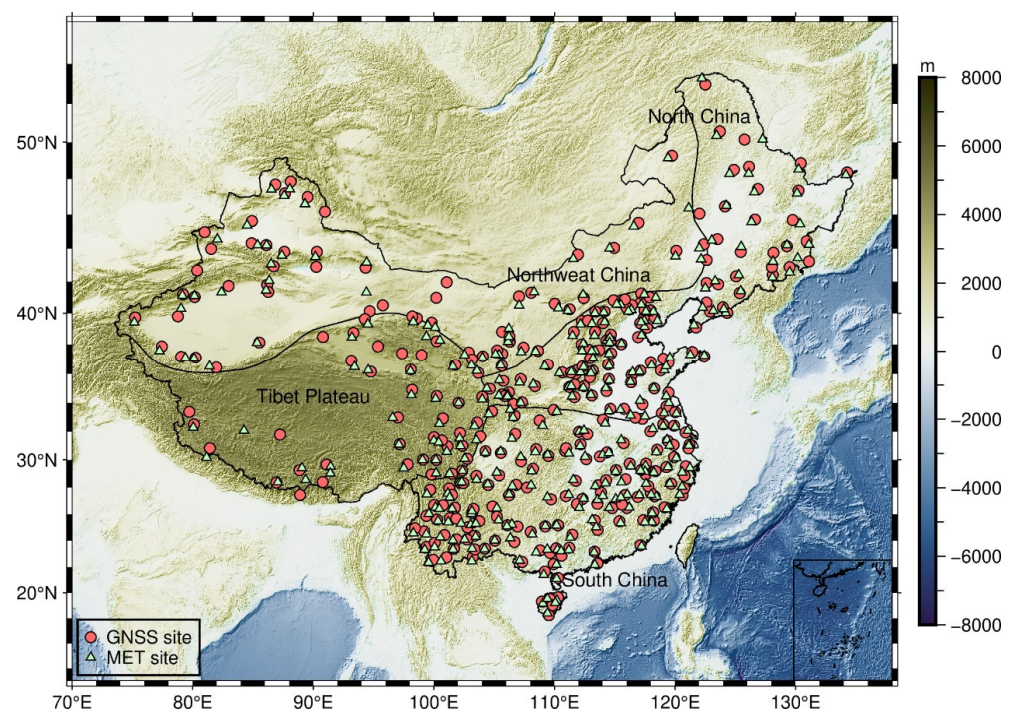 m
8000
50°N
North China
6000
4000
Northweat China
2000
40°N
0
Tibet Plateau
−2000
30°N
−4000
−6000
20°N
South China
GNSS site
MET site
−8000
70°E
80°E
90°E
100°E
110°E
120°E
130°E